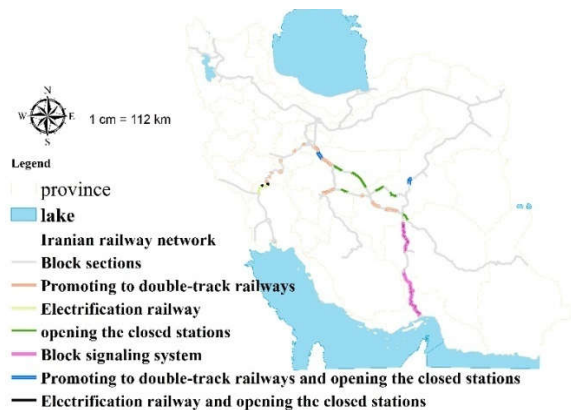 N
W E
S
1 cm = 112 km
Legend
province
lake
Iranian railway network
Block sections
Promoting to double-track railways
Electrification railway
opening the closed stations
Block signaling system
Promoting to double-track railways and opening the closed stations
Electrification railway and opening the closed stations